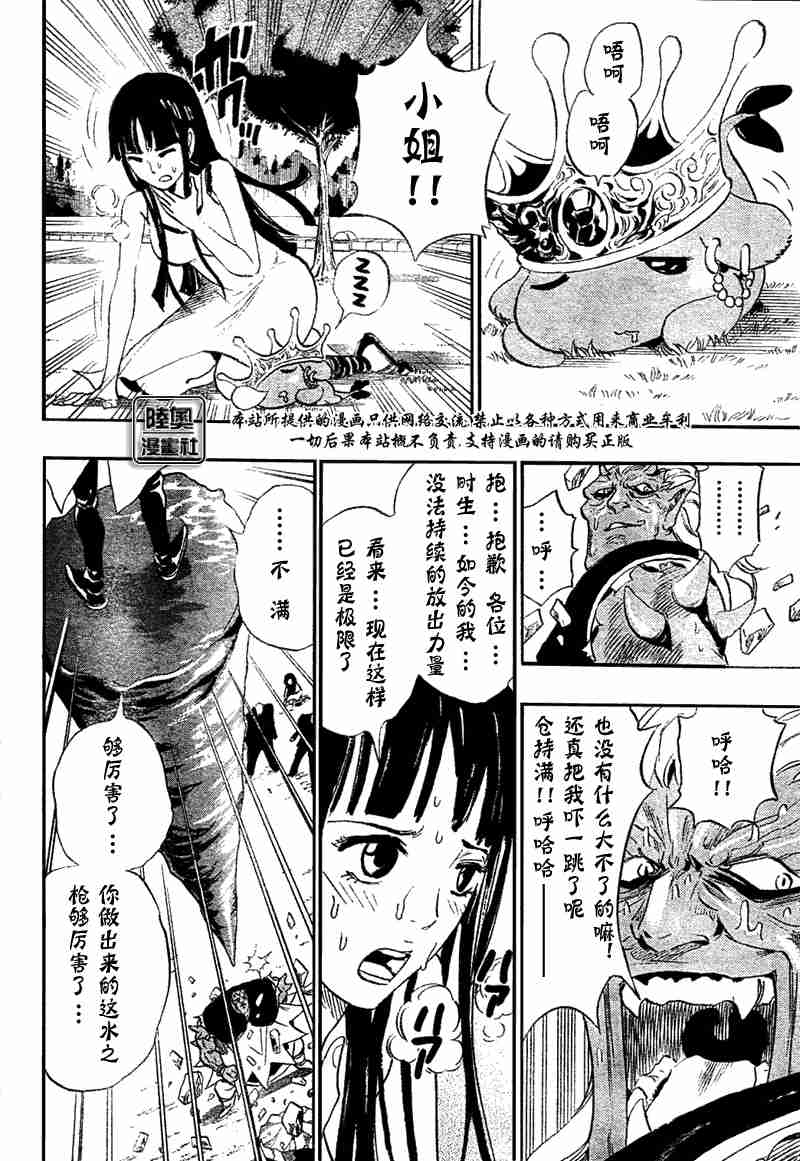 唔呵
唔呵
小姐!!
ZZZ
陸奥
漫畫社
本站所提供的漫画只供网络交流,禁止以各种方式用来商业牟利
一切后果本站概不负责,支持漫画的请购买正版
……
呼…
呼哈!!
也没有什么大不了的嘛!
还真把我吓一跳了呢
仓持满!!呼哈哈——
抱…抱歉 各位…
时生…如今的我…
没法持续的放出力量
看来…现在这样
已经是极限了
ハァ
ハァ
…不满
够厉害了…
你做出来的这水之
枪够厉害了…